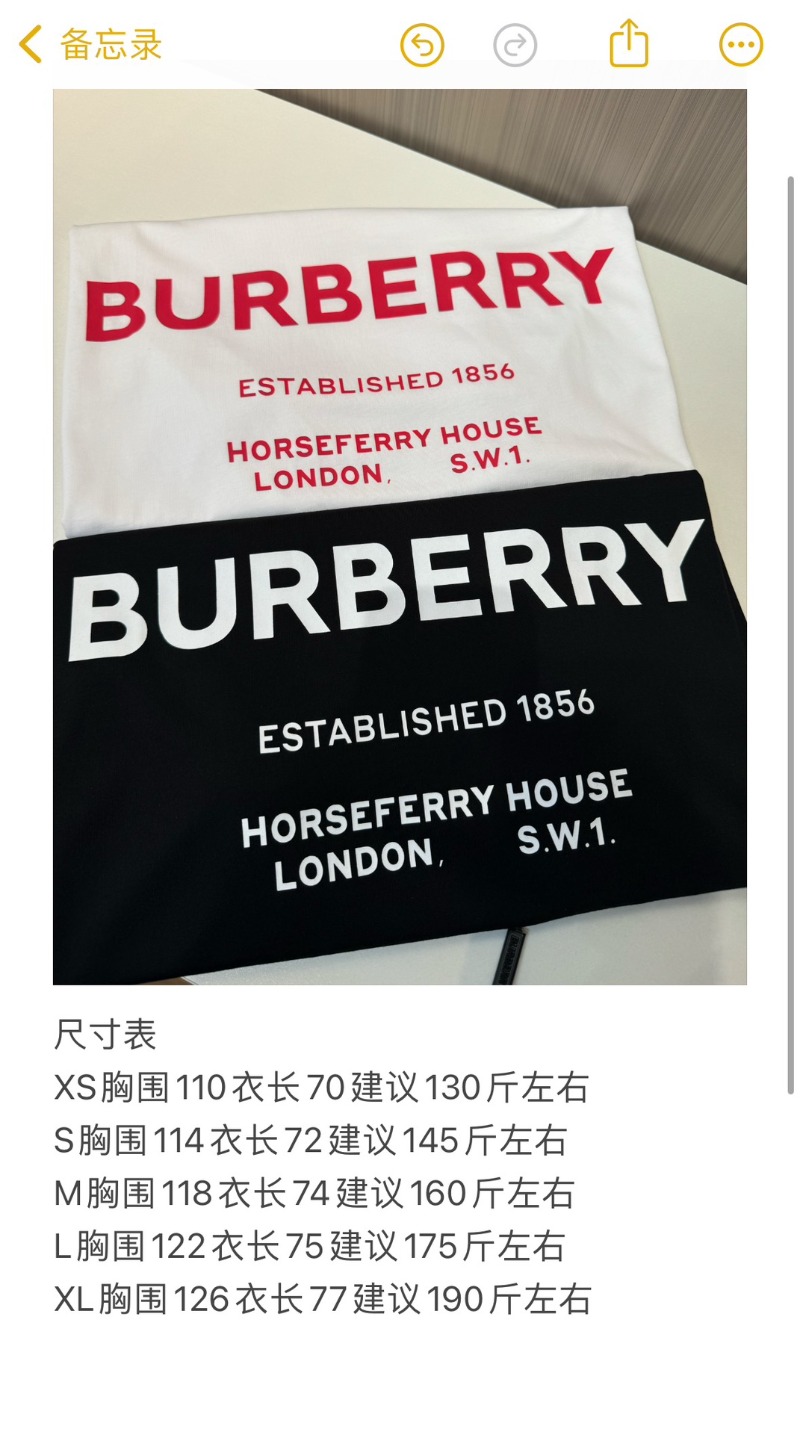 备忘录
BURBERRY
ESTABLISHED 1856
HORSEFERRY HOUSE
LONDON, S.W.1.
BURBERRY
ESTABLISHED 1856
HORSEFERRY HOUSE
LONDON, S.W.1.
尺寸表
XS胸围110衣长70建议130斤左右
S胸围114衣长72建议145斤左右
M胸围118衣长74建议160斤左右
L胸围122衣长75建议175斤左右
XL胸围126衣长77建议190斤左右